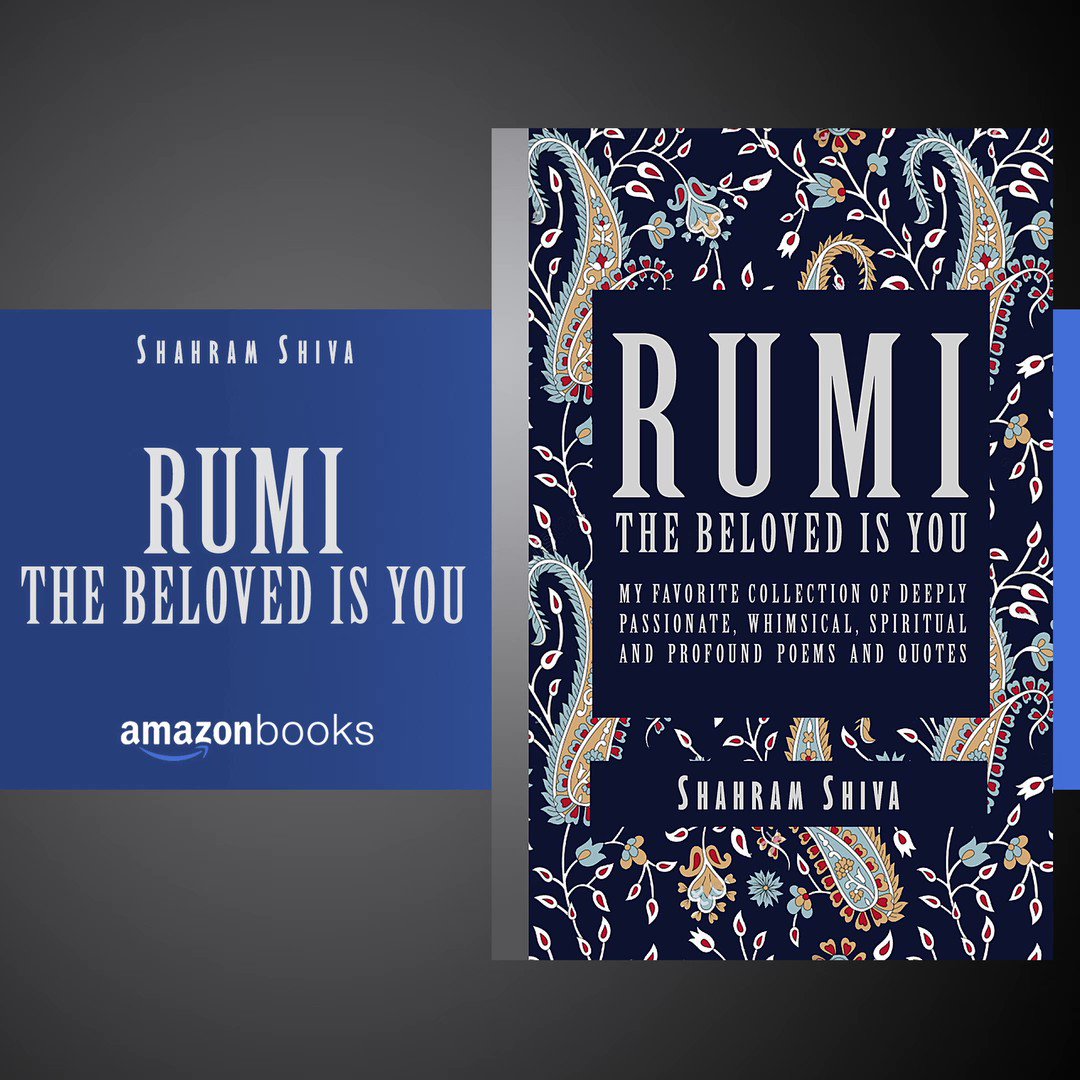 SHAHRAM SHIVA
RUMI
THE BELOVED IS YOU
amazonbooks
RUMI
THE BELOVED IS YOU
MY FAVORITE COLLECTION OF DEEPLY
PASSIONATE, WHIMSICAL, SPIRITUAL
AND PROFOUND POEMS AND QUOTES
SHAHRAM SHIVA